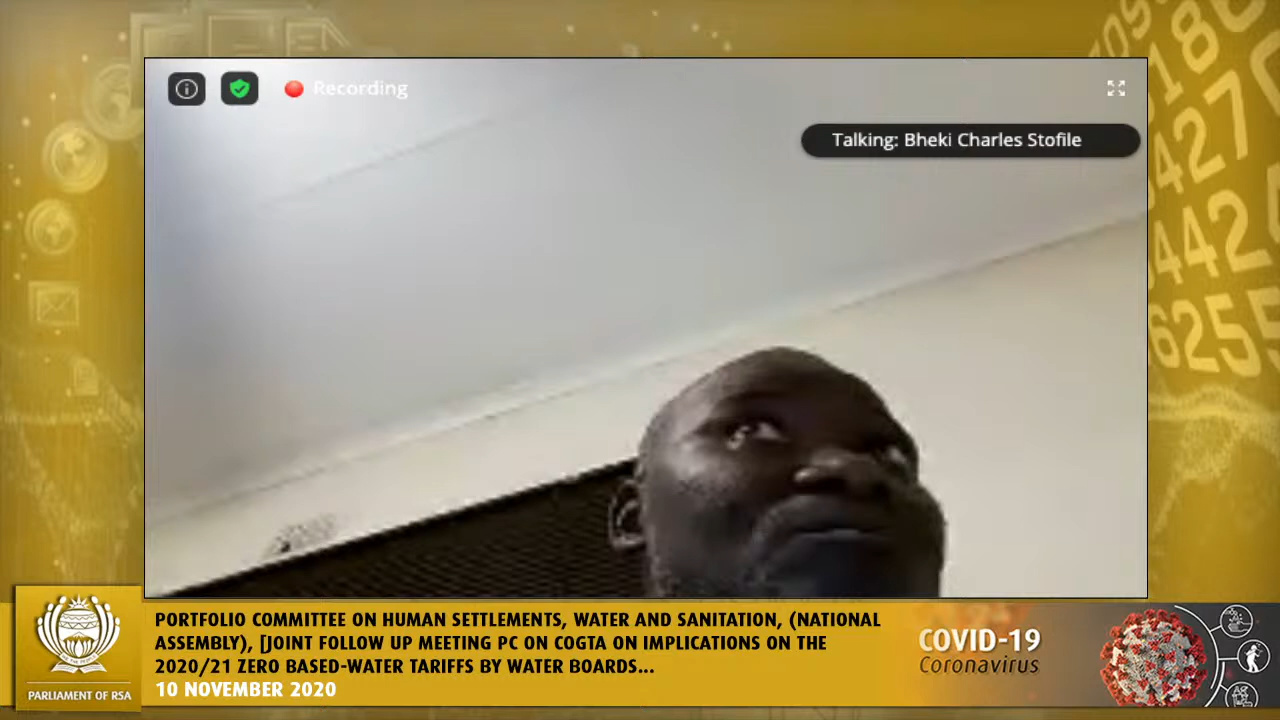 Recording
Talking: Bheki Charles Stofile
PORTFOLIO COMMITTEE ON HUMAN SETTLEMENTS, WATER AND SANITATION, (NATIONAL
ASSEMBLY), [JOINT FOLLOW UP MEETING PC ON COGTA ON IMPLICATIONS ON THE
2020/21 ZERO BASED-WATER TARIFFS BY WATER BOARDS...
10 NOVEMBER 2020
PARLIAMENT OF RSA
COVID-19
Coronavirus